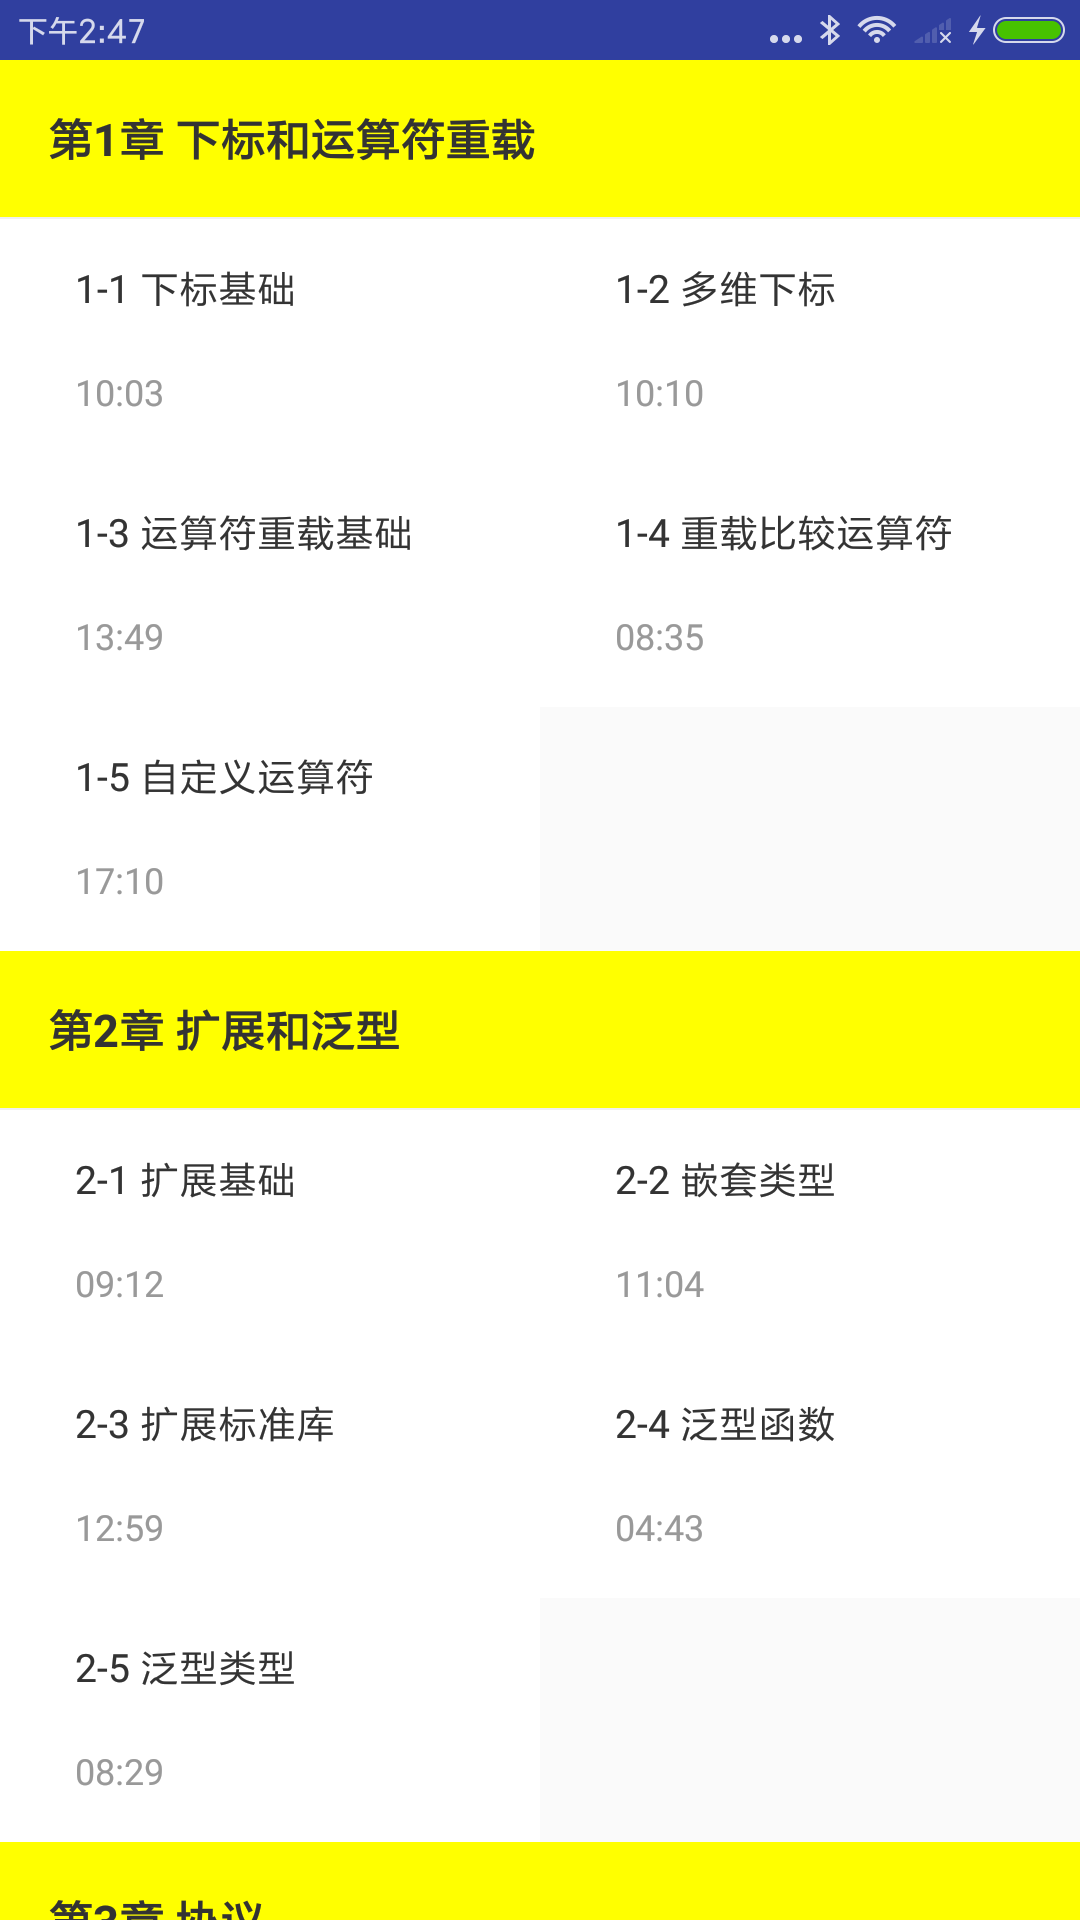 下午2:47
第1章 下标和运算符重载
1-1 下标基础
1-2 多维下标
10:03
10:10
1-3 运算符重载基础
1-4 重载比较运算符
13:49
08:35
1-5 自定义运算符
17:10
第2章 扩展和泛型
2-1 扩展基础
2-2 嵌套类型
09:12
11:04
2-3 扩展标准库
2-4 泛型函数
12:59
04:43
2-5 泛型类型
08:29
第3章 协议